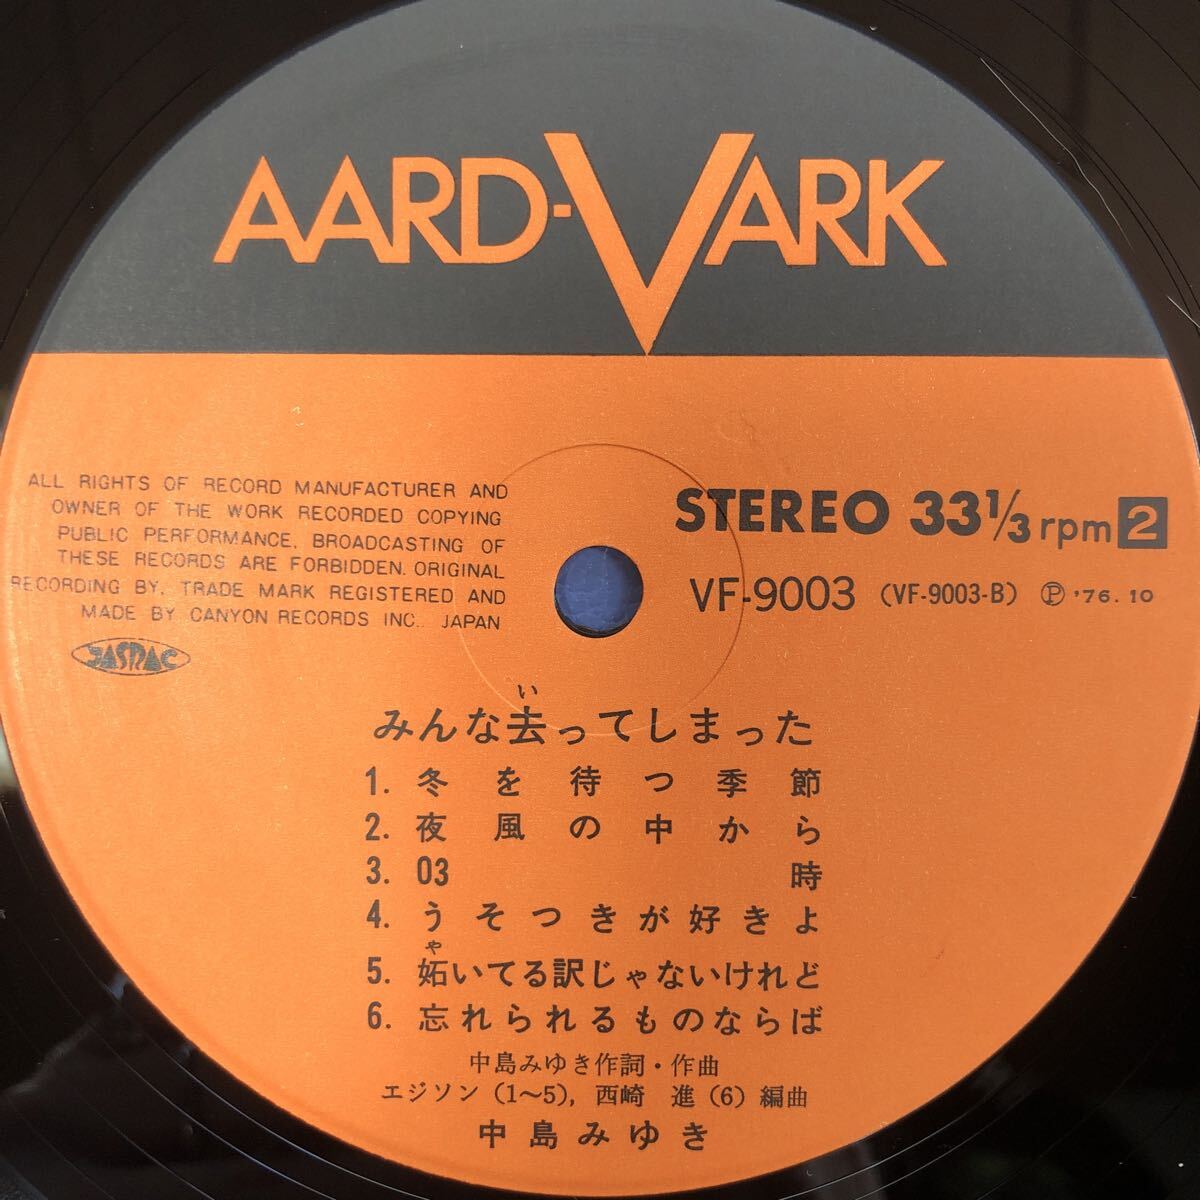 AARD-VARK
ALL RIGHTS OF RECORD MANUFACTURER AND
OWNER OF THE WORK RECORDED COPYING
PUBLIC PERFORMANCE, BROADCASTING OF
THESE RECORDS ARE FORBIDDEN. ORIGINAL
RECORDING BY, TRADE MARK REGISTERED AND
MADE BY CANYON RECORDS INC., JAPAN
JASRAC
STEREO 33 1/3 rpm 2
VF-9003 (VF-9003-B) Ⓟ '76.10
い
みんな去ってしまった
1. 冬を待つ季節
2. 夜風の中から
3. 03時
4. うそつきが好きよ
や
5. 妬いてる訳じゃないけれど
6. 忘れられるものならば
中島みゆき作詞・作曲
エジソン (1〜5), 西崎 進 (6) 編曲
中島みゆき